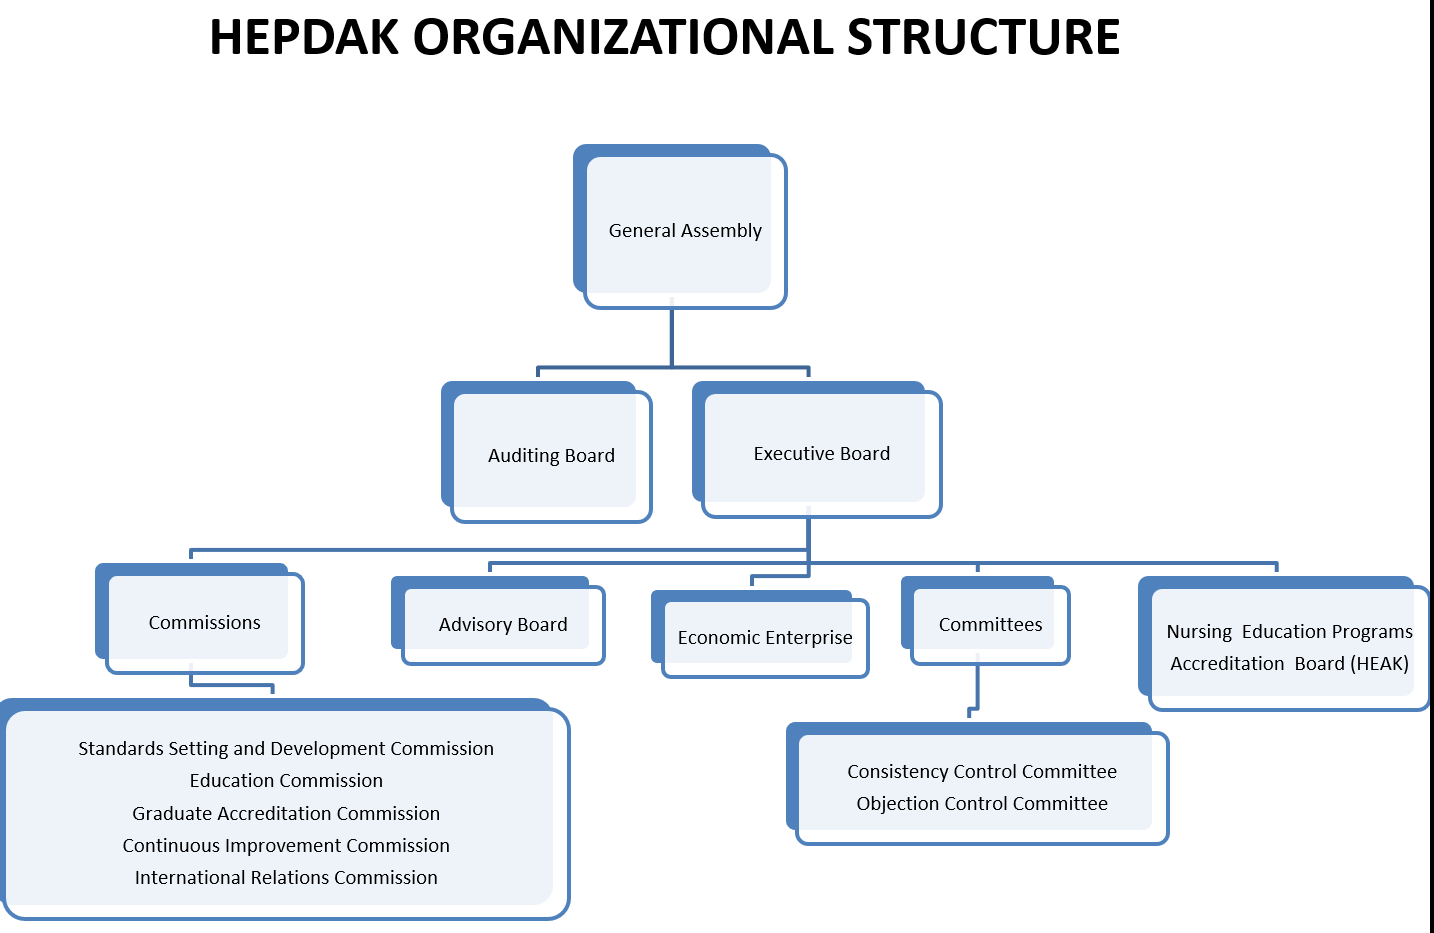 HEPDAK ORGANIZATIONAL STRUCTURE
General Assembly
Auditing Board
Executive Board
Commissions
Advisory Board
Economic Enterprise
Committees
Nursing  Education Programs
Accreditation  Board (HEAK)
Standards Setting and Development Commission
Education Commission
Graduate Accreditation Commission
Continuous Improvement Commission
International Relations Commission
Consistency Control Committee
Objection Control Committee